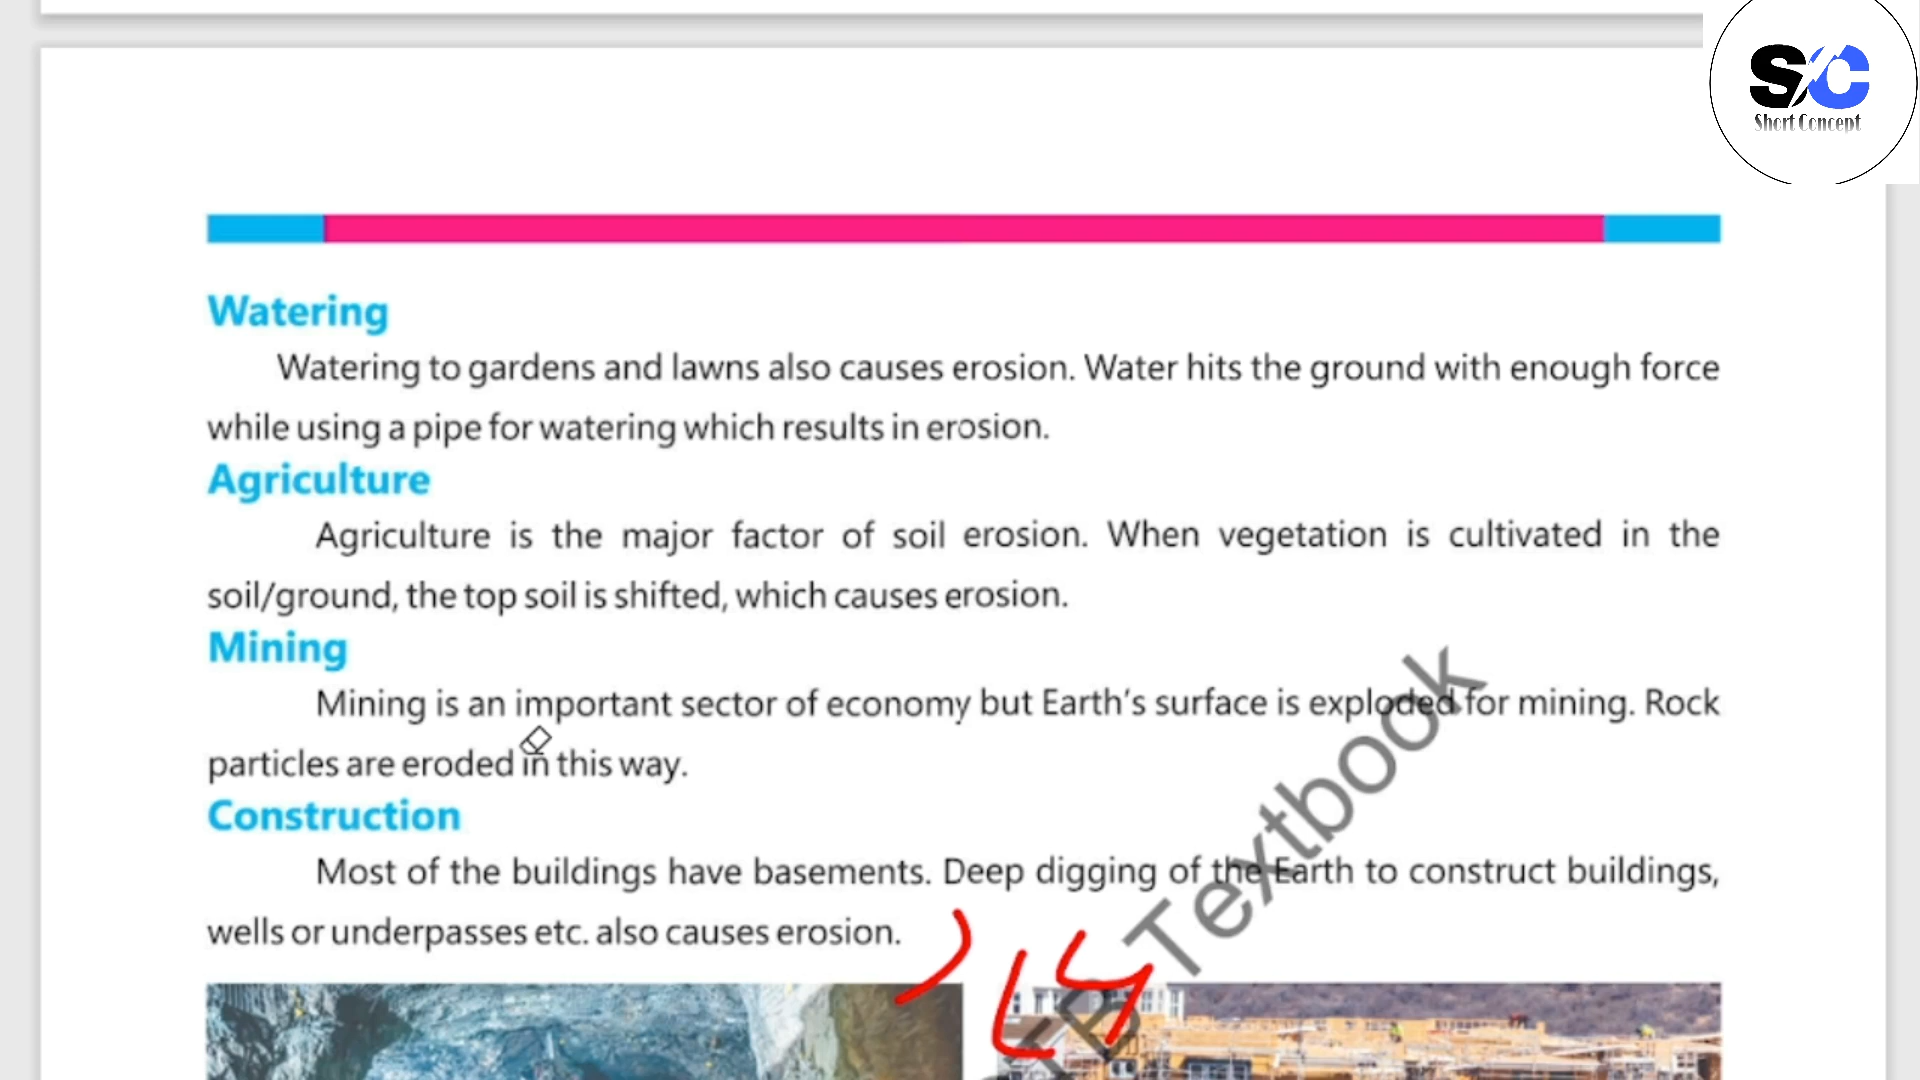 SC
Short Concept
Watering
Watering to gardens and lawns also causes erosion. Water hits the ground with enough force
while using a pipe for watering which results in erosion.
Agriculture
Agriculture is the major factor of soil erosion. When vegetation is cultivated in the
soil/ground, the top soil is shifted, which causes erosion.
Mining
Mining is an important sector of economy but Earth's surface is exploded for mining. Rock
particles are eroded in this way.
Construction
Most of the buildings have basements. Deep digging of the Earth to construct buildings,
wells or underpasses etc. also causes erosion.
TB Textbook